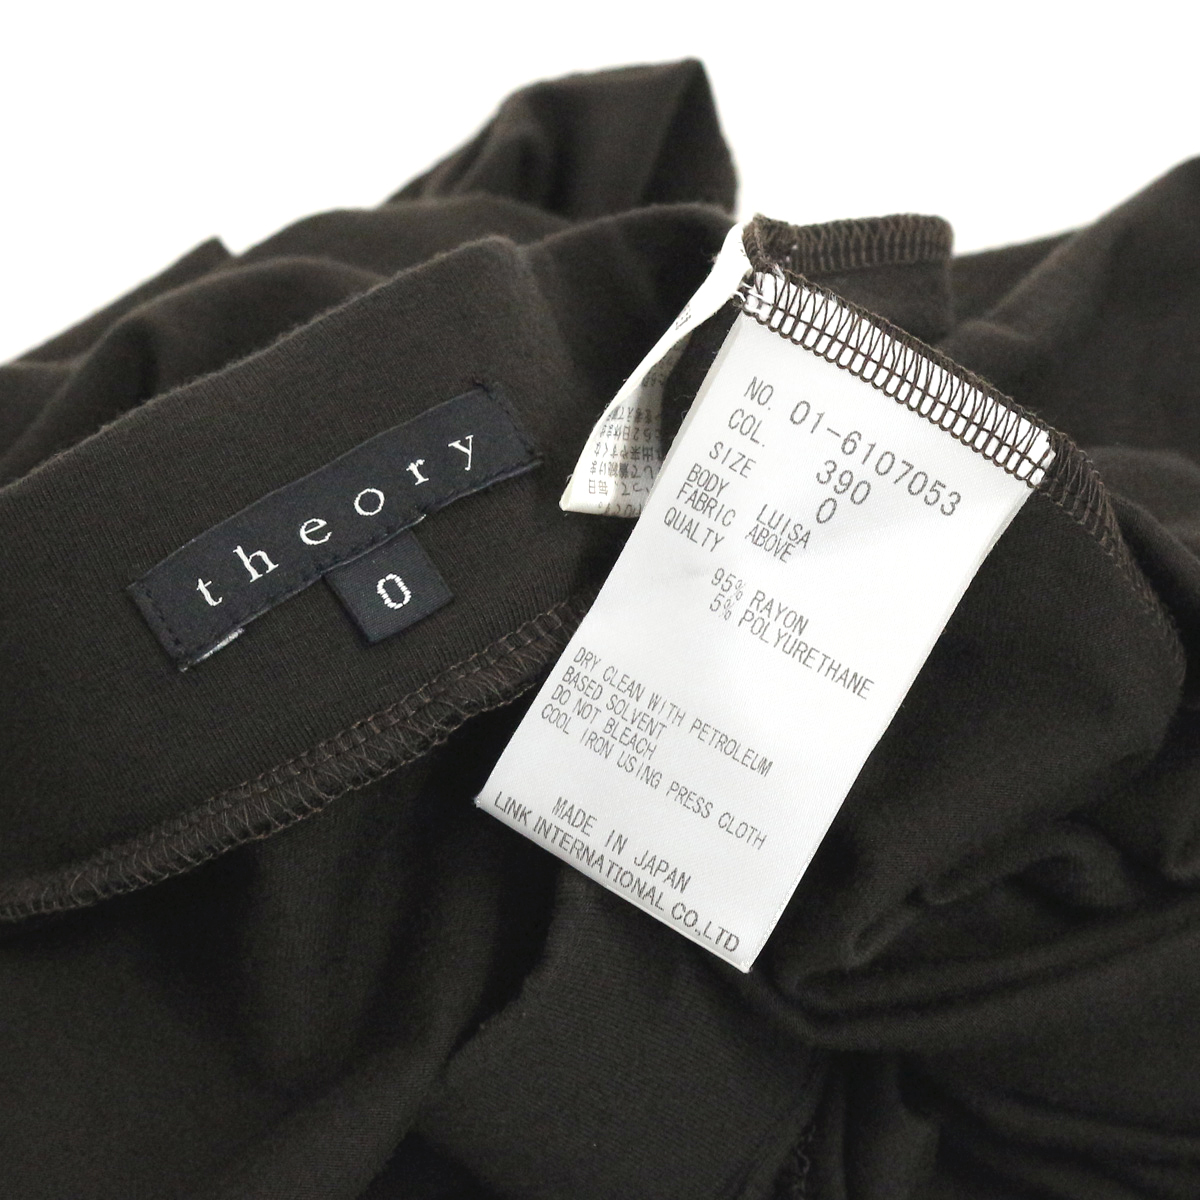 theory
0
NO. 01-6107053
COL. 390
SIZE 0
BODY LUISA
FABRIC ABOVE
QUALTY
95% RAYON
5% POLYURETHANE
DRY CLEAN WITH PETROLEUM
BASED SOLVENT
DO NOT BLEACH
COOL IRON USING PRESS CLOTH
MADE IN JAPAN
LINK INTERNATIONAL CO.,LTD